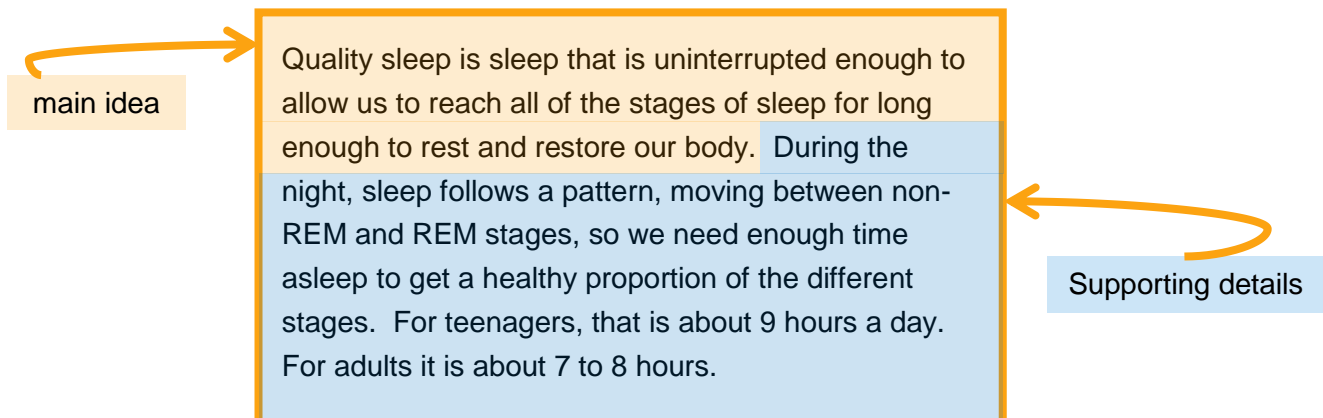 main idea
Quality sleep is sleep that is uninterrupted enough to
allow us to reach all of the stages of sleep for long
enough to rest and restore our body. During the
night, sleep follows a pattern, moving between non-
REM and REM stages, so we need enough time
asleep to get a healthy proportion of the different
stages. For teenagers, that is about 9 hours a day.
For adults it is about 7 to 8 hours.
Supporting details